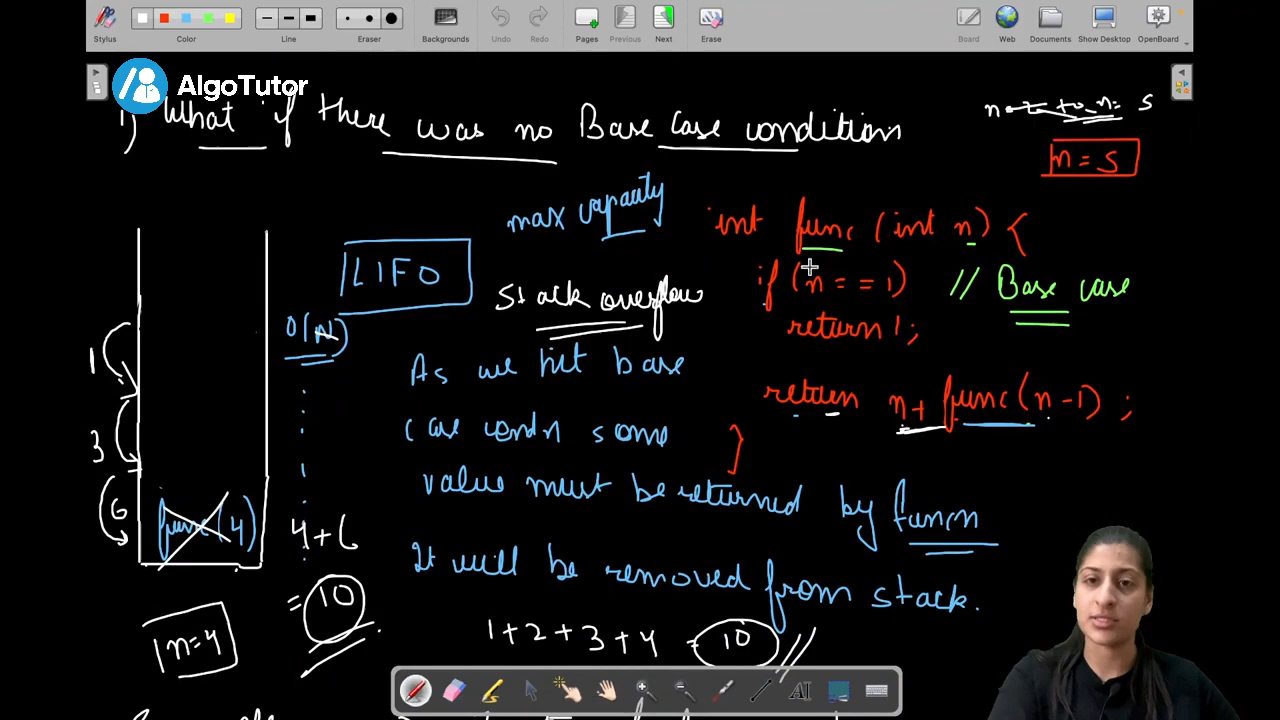 Stylus Color Line Eraser Backgrounds Undo Redo Pages Previous Next Erase Board Web Documents Show Desktop OpenBoard
AlgoTutor
1) What if there was no Base Case condition
n = 5
max capacity
int func (int n) {
LIFO
if (n == 1) // Base case
Stack overflow
return 1;
O(N)
As we hit base
1
return n + func(n-1);
case condn some
}
3
value must be returned by funcn
6
func(4)
4+6
It will be removed from stack.
= 10
1+2+3+4 = 10 //
n=4